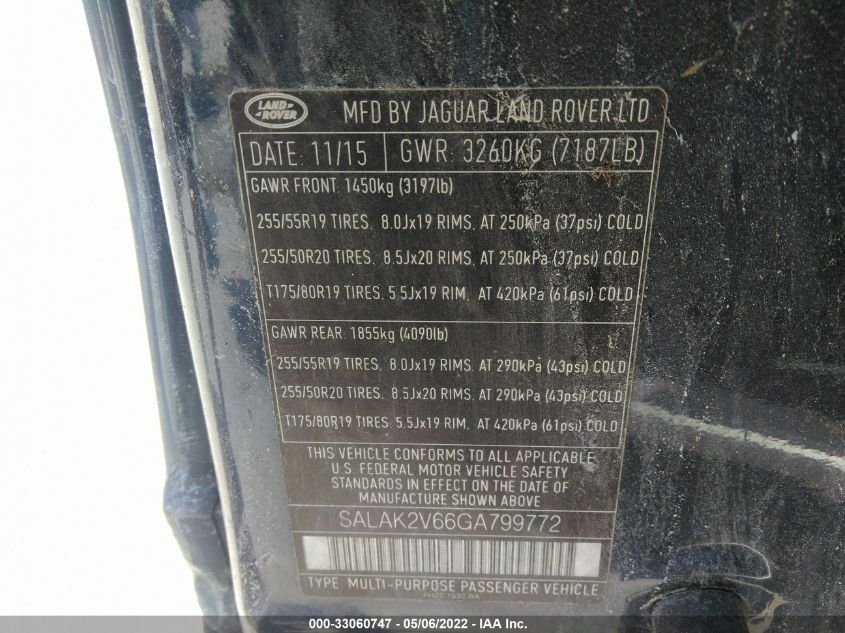 LAND-
ROVER
MFD BY JAGUAR LAND ROVER LTD
DATE: 11/15 GWR: 3260KG (7187LB)
GAWR FRONT: 1450kg (3197lb)
255/55R19 TIRES. 8.0Jx19 RIMS. AT 250kPa (37psi) COLD
255/50R20 TIRES. 8.5Jx20 RIMS. AT 250kPa (37psi) COLD
T175/80R19 TIRES. 5.5Jx19 RIM. AT 420kPa (61psi) COLD
GAWR REAR: 1855kg (4090lb)
255/55R19 TIRES. 8.0Jx19 RIMS. AT 290kPa (43psi) COLD
255/50R20 TIRES. 8.5Jx20 RIMS. AT 290kPa (43psi) COLD
T175/80R19 TIRES. 5.5Jx19 RIM. AT 420kPa (61psi) COLD
THIS VEHICLE CONFORMS TO ALL APPLICABLE
U.S. FEDERAL MOTOR VEHICLE SAFETY
STANDARDS IN EFFECT ON THE DATE OF
MANUFACTURE SHOWN ABOVE
SALAK2V66GA799772
TYPE: MULTI-PURPOSE PASSENGER VEHICLE
000-33060747 - 05/06/2022 - IAA Inc.